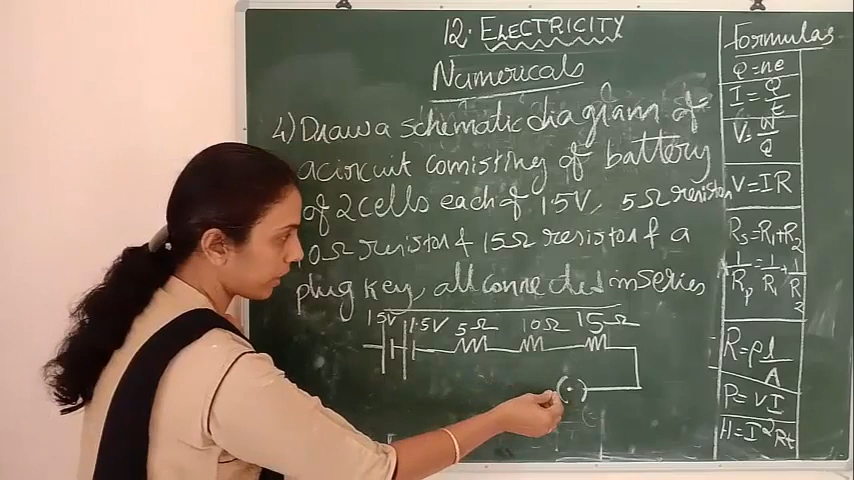 12. ELECTRICITY
Numericals
4) Draw a schematic diagram of
a circuit comisting of battery
of 2 cells each of 1.5V, 5Ω resistor
10Ω resistor & 15Ω resistor & a
plug key, all connected in series
1.5V 1.5V 5Ω 10Ω 15Ω
Formulas
Q=ne
I = Q/t
V = W/Q
V = IR
Rs = R1 + R2
1/Rp = 1/R1 + 1/R2
R = ρ l/A
P = VI
H = I²Rt